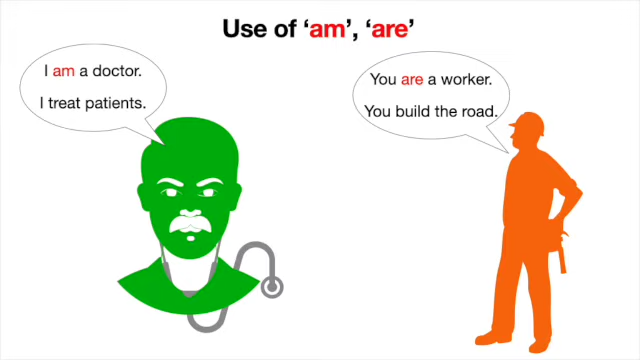 Use of ‘am’, ‘are’
I am a doctor.
I treat patients.
You are a worker.
You build the road.